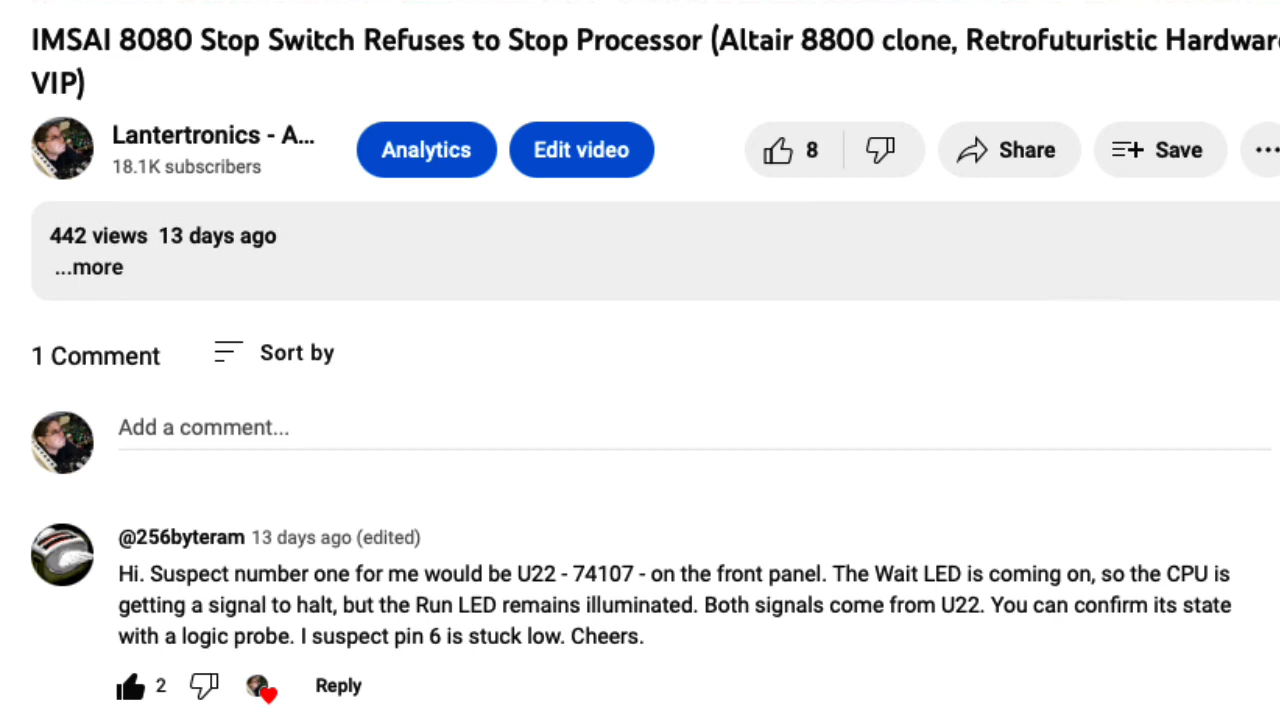 IMSAI 8080 Stop Switch Refuses to Stop Processor (Altair 8800 clone, Retrofuturistic Hardware
VIP)
Lantertronics - A...
18.1K subscribers
Analytics
Edit video
8
Share
Save
442 views 13 days ago
...more
1 Comment
Sort by
Add a comment...
@256byteram 13 days ago (edited)
Hi. Suspect number one for me would be U22 - 74107 - on the front panel. The Wait LED is coming on, so the CPU is
getting a signal to halt, but the Run LED remains illuminated. Both signals come from U22. You can confirm its state
with a logic probe. I suspect pin 6 is stuck low. Cheers.
2
Reply